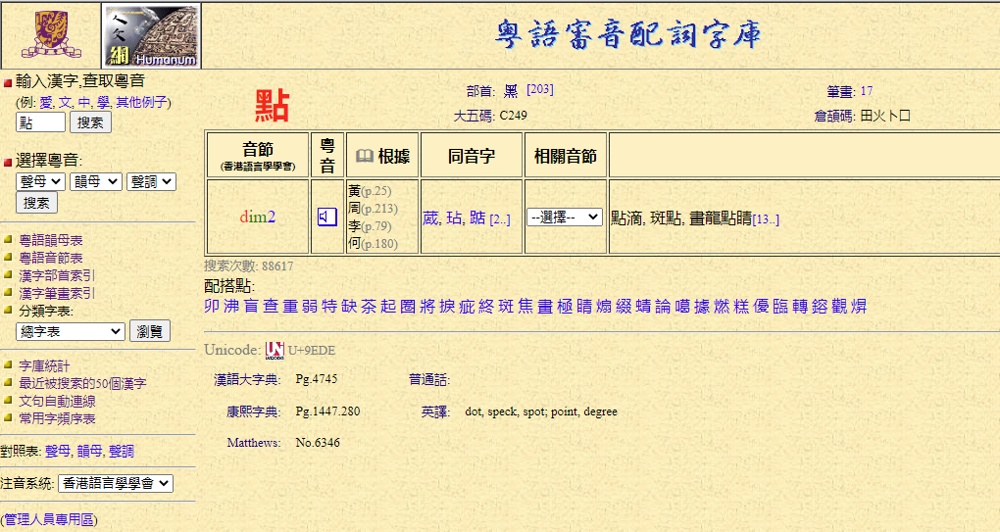 人文網
Humanum
粵語審音配詞字庫
輸入漢字,查取粵音
(例: 愛, 文, 中, 學, 其他例子)
點 搜索
選擇粵音:
聲母 韻母 聲調
搜索
粵語韻母表
粵語音節表
漢字部首索引
漢字筆畫索引
分類字表:
總字表 瀏覽
字庫統計
最近被搜索的50個漢字
文句自動連線
常用字頻序表
對照表: 聲母, 韻母, 聲調
注音系統: 香港語言學學會
(管理人員專用區)
點
部首: 黑 [203] 筆畫: 17
大五碼: C249 倉頡碼: 田火卜口
音節 粵音 根據 同音字 相關音節
(香港語言學學會)
dim2 黃(p.25) 周(p.213) 李(p.79) 何(p.180) 蒧, 玷, 踮 [2..] --選擇-- 點滴, 斑點, 畫龍點睛[13..]
搜索次數: 88617
配搭點:
卯 沸 盲 查 重 弱 特 缺 茶 起 圈 將 捩 疵 終 斑 焦 畫 極 睛 煽 綴 蜻 論 噶 據 燃 糕 優 臨 轉 鎔 觀
Unicode: U+9EDE
漢語大字典: Pg.4745 普通話:
康熙字典: Pg.1447.280 英譯: dot, speck, spot; point, degree
Matthews: No.6346